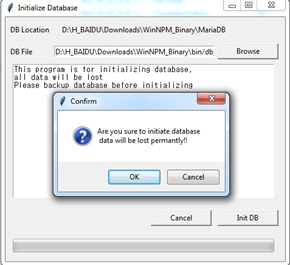 Initialize Database
DB Location D:\H_BAIDU\Downloads\WinNPM_Binary\MariaDB
DB File D:\H_BAIDU\Downloads\WinNPM_Binary\bin/db Browse
This program is for initializing database,
all data will be lost
Please backup database before initializing
Confirm
Are you sure to initiate database
data will be lost permantly!!
OK Cancel
Cancel Init DB